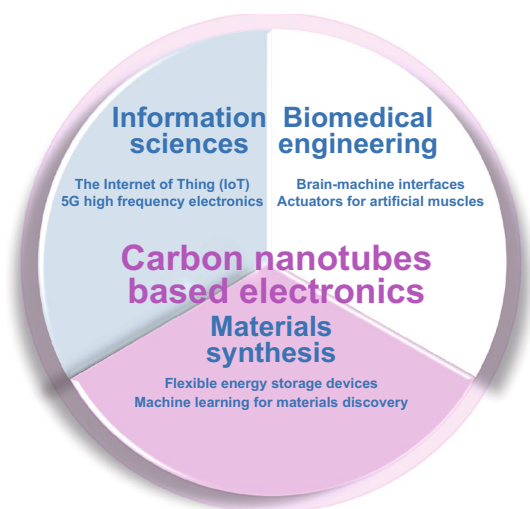 Information
sciences
The Internet of Thing (IoT)
5G high frequency electronics
Biomedical
engineering
Brain-machine interfaces
Actuators for artificial muscles
Carbon nanotubes
based electronics
Materials
synthesis
Flexible energy storage devices
Machine learning for materials discovery